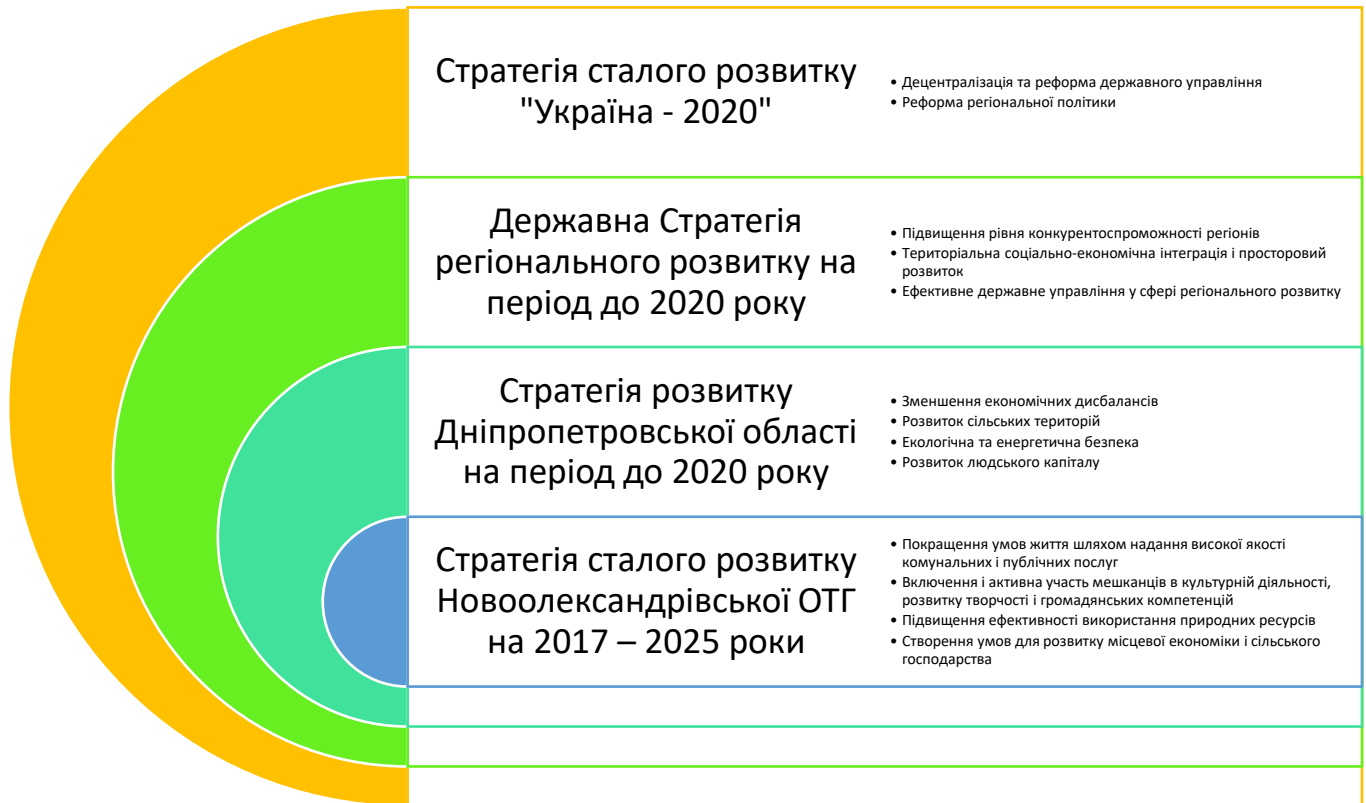 Стратегія сталого розвитку
"Україна - 2020"
• Децентралізація та реформа державного управління
• Реформа регіональної політики
Державна Стратегія
регіонального розвитку на
період до 2020 року
• Підвищення рівня конкурентоспроможності регіонів
• Територіальна соціально-економічна інтеграція і просторовий
розвиток
• Ефективне державне управління у сфері регіонального розвитку
Стратегія розвитку
Дніпропетровської області
на період до 2020 року
• Зменшення економічних дисбалансів
• Розвиток сільських територій
• Екологічна та енергетична безпека
• Розвиток людського капіталу
Стратегія сталого розвитку
Новоолександрівської ОТГ
на 2017 – 2025 роки
• Покращення умов життя шляхом надання високої якості
комунальних і публічних послуг
• Включення і активна участь мешканців в культурній діяльності,
розвитку творчості і громадянських компетенцій
• Підвищення ефективності використання природних ресурсів
• Створення умов для розвитку місцевої економіки і сільського
господарства